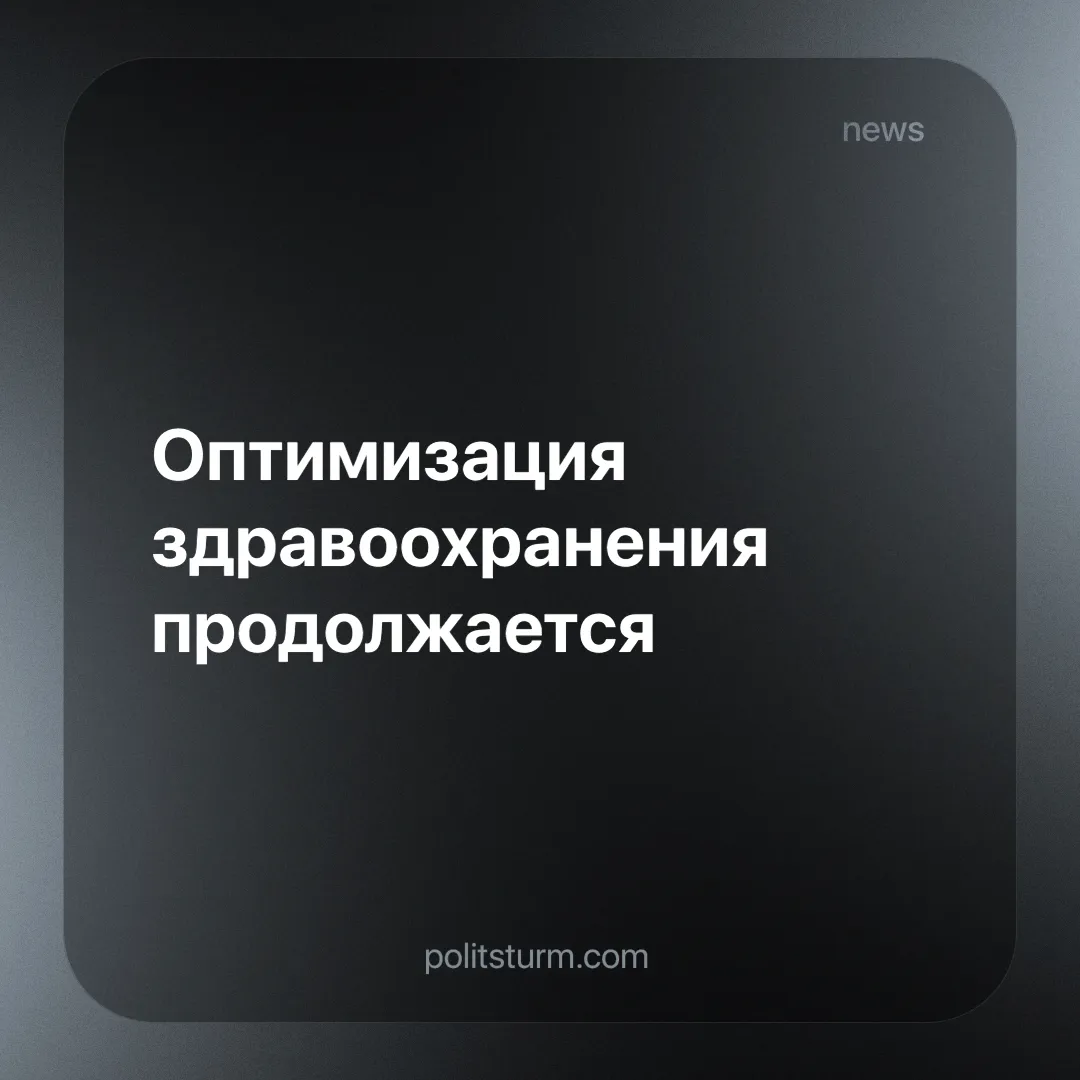 news
Оптимизация
здравоохранения
продолжается
politsturm.com